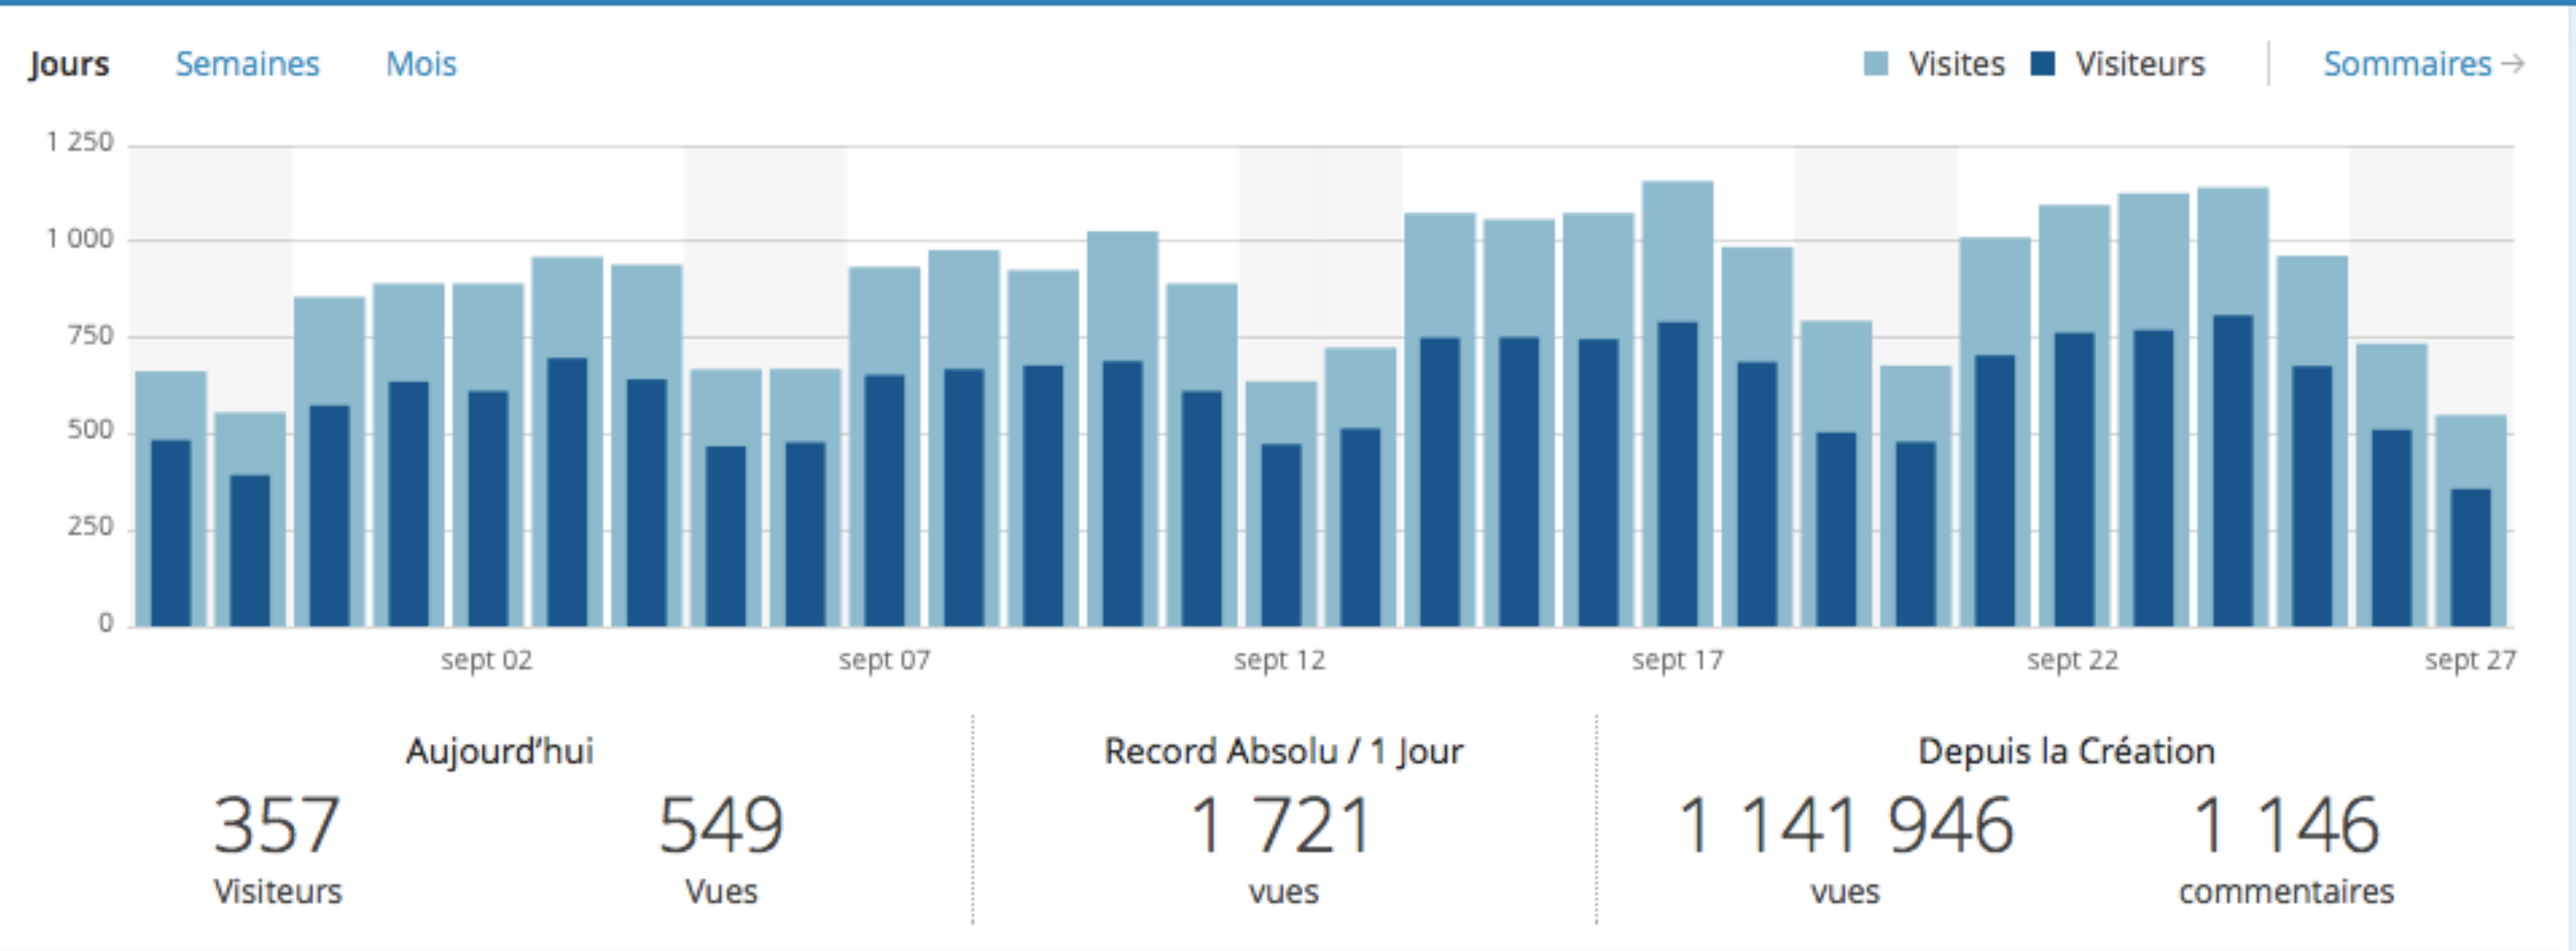 Jours Semaines Mois Visites Visiteurs Sommaires →
1 250
1 000
750
500
250
0
sept 02 sept 07 sept 12 sept 17 sept 22 sept 27
Aujourd’hui Record Absolu / 1 Jour Depuis la Création
357 549 1 721 1 141 946 1 146
Visiteurs Vues vues vues commentaires